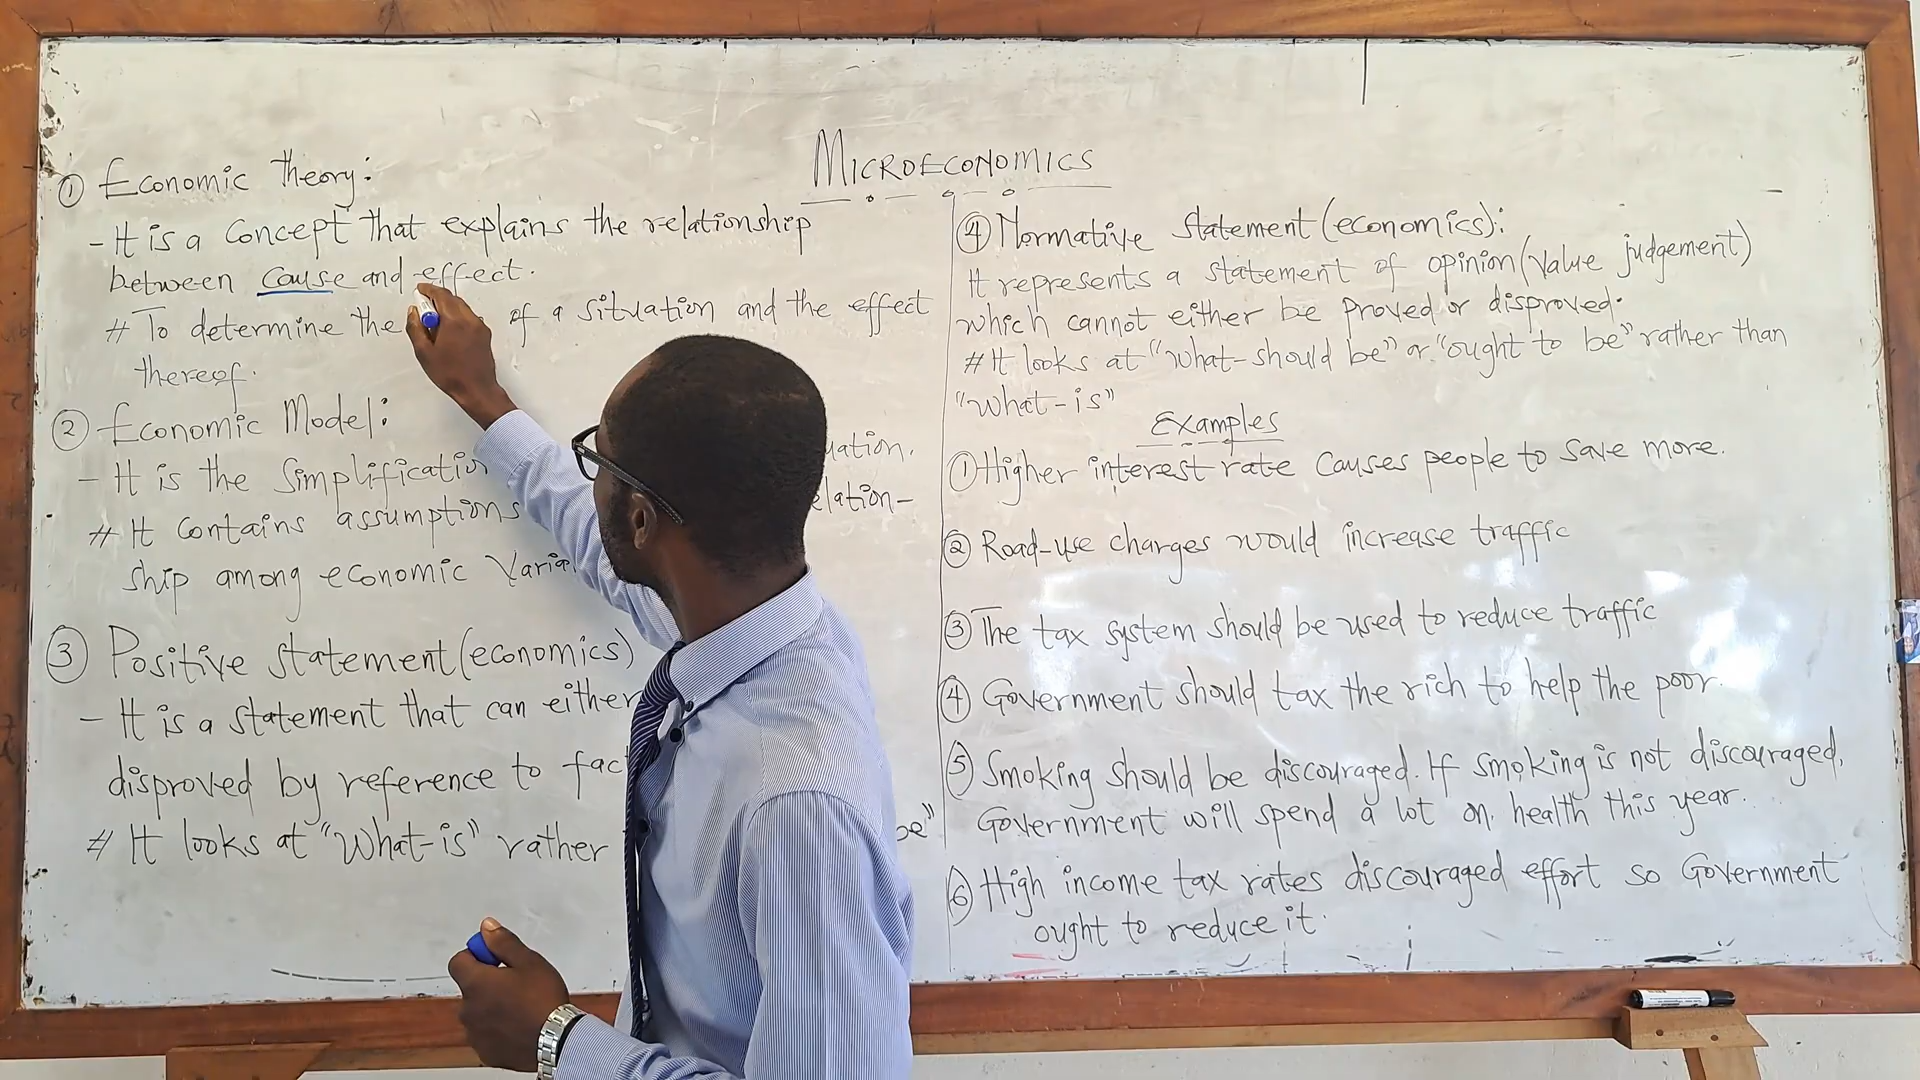 MICROECONOMICS
① Economic theory:
- It is a concept that explains the relationship
between cause and effect.
# To determine the of a situation and the effect
thereof.
② Economic Model:
- It is the
# It contains assumptions
ship among economic
③ Positive statement (economics)
- It is a statement that can either
disproved by reference to
# It looks at "What-is" rather be"
④ Normative statement (economics):
It represents a statement of opinion (Value judgement)
which cannot either be proved or disproved.
# It looks at "what-should be" or "ought to be" rather than
"what-is"
Examples
① Higher interest rate causes people to save more.
② Road-use charges would increase traffic
③ The tax system should be used to reduce traffic
④ Government should tax the rich to help the poor.
⑤ Smoking should be discouraged. If smoking is not discouraged,
Government will spend a lot on health this year.
⑥ High income tax rates discouraged effort so Government
ought to reduce it.